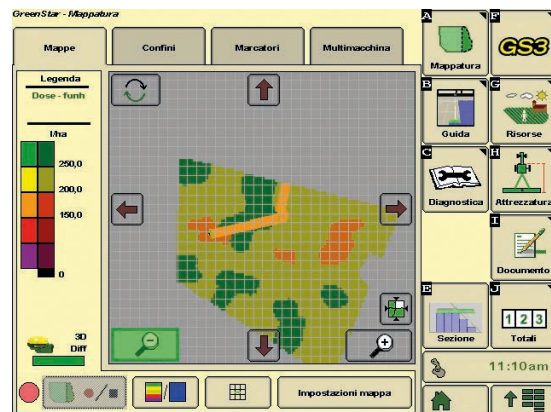 GreenStar - Mappatura
Mappe
Confini
Marcatori
Multimacchina
Legenda
Dose - funh
l/ha
250,0
200,0
150,0
0
3D
Diff
Impostazioni mappa
A
Mappatura
F
GS3
B
Guida
G
Risorse
C
Diagnostica
H
Attrezzatura
I
Documento
E
Sezione
J
1 2 3
Totali
11:10am